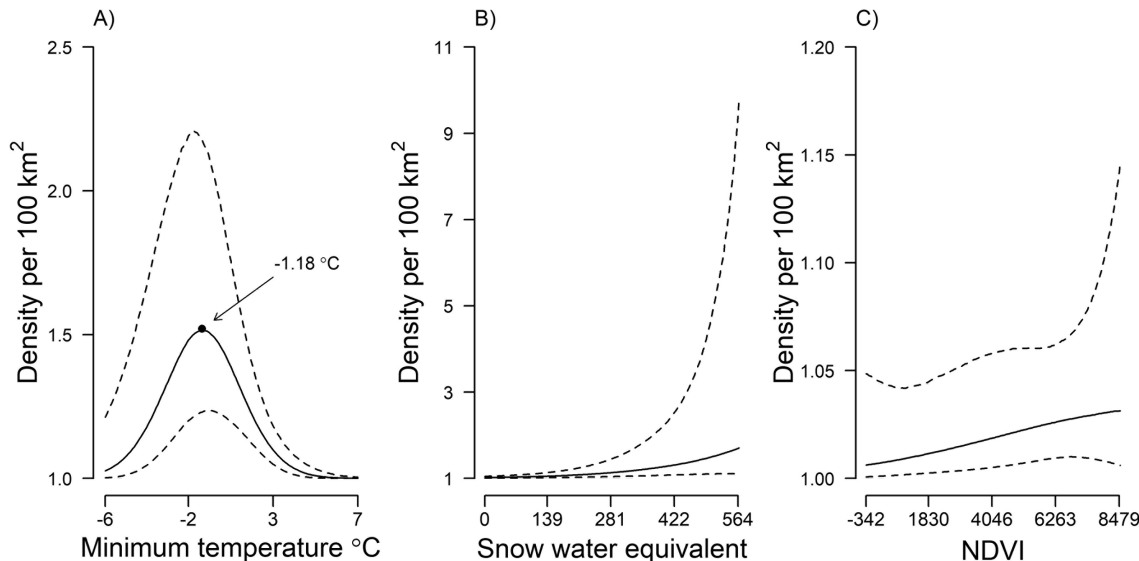 A)
Density per 100 km²
2.5
2.0
1.5
1.0
-1.18 °C
-6 -2 3 7
Minimum temperature °C
B)
Density per 100 km²
11
9
7
5
3
1
0 139 281 422 564
Snow water equivalent
C)
Density per 100 km²
1.20
1.15
1.10
1.05
1.00
-342 1830 4046 6263 8479
NDVI